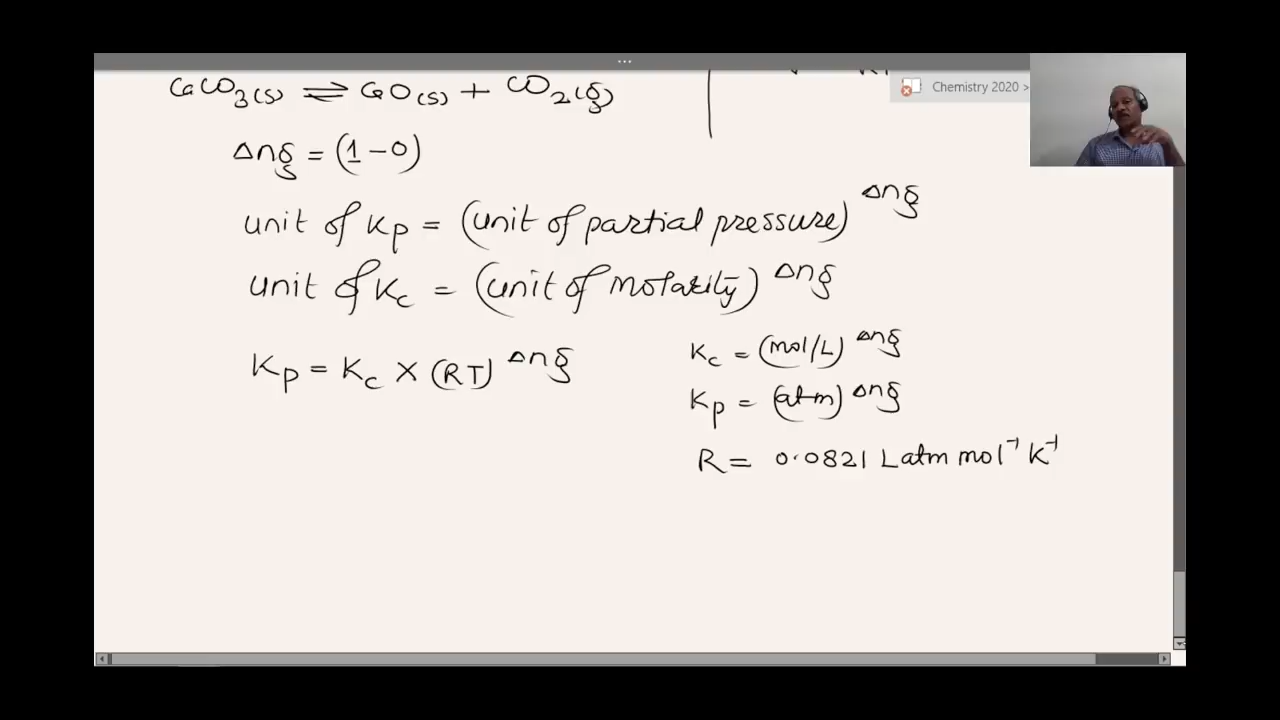 CaCO₃(s) ⇌ CaO(s) + CO₂(g)
Chemistry 2020 >
Δng = (1 − 0)
unit of Kp = (unit of partial pressure)^Δng
unit of Kc = (unit of molarity)^Δng
Kp = Kc × (RT)^Δng
Kc = (mol/L)^Δng
Kp = (atm)^Δng
R = 0.0821 L atm mol⁻¹ K⁻¹